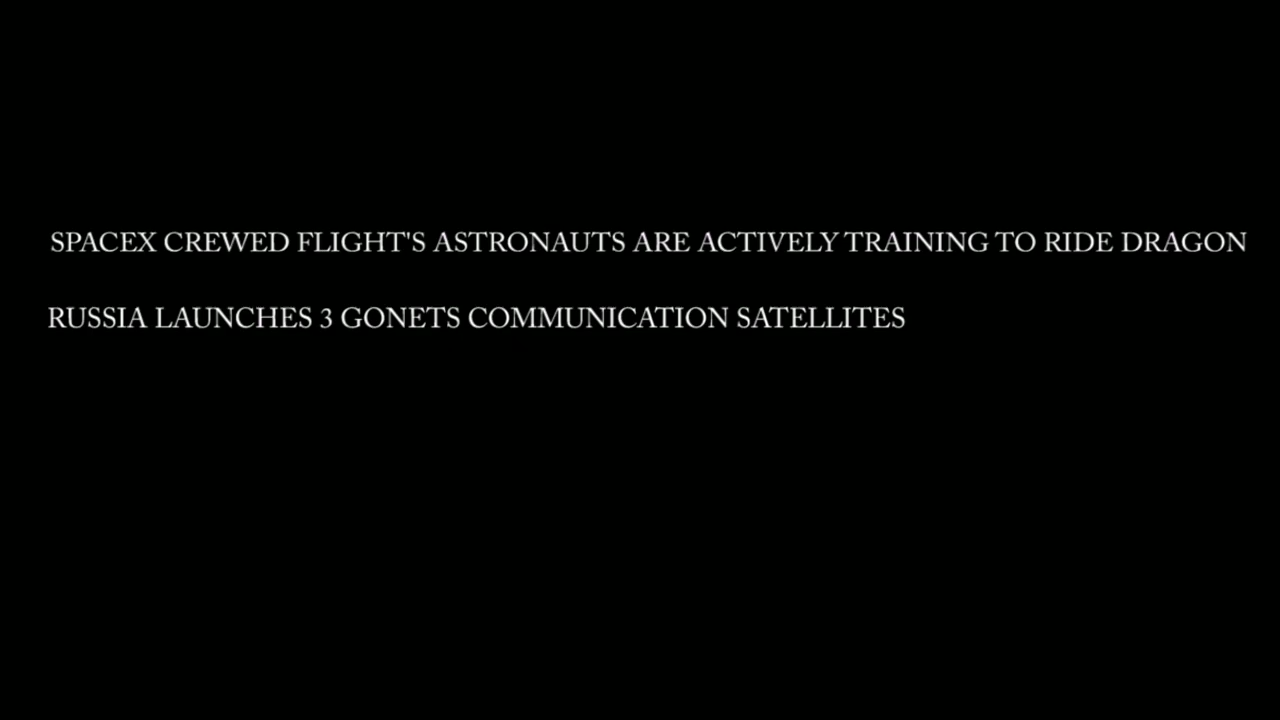 SPACEX CREWED FLIGHT'S ASTRONAUTS ARE ACTIVELY TRAINING TO RIDE DRAGON
RUSSIA LAUNCHES 3 GONETS COMMUNICATION SATELLITES